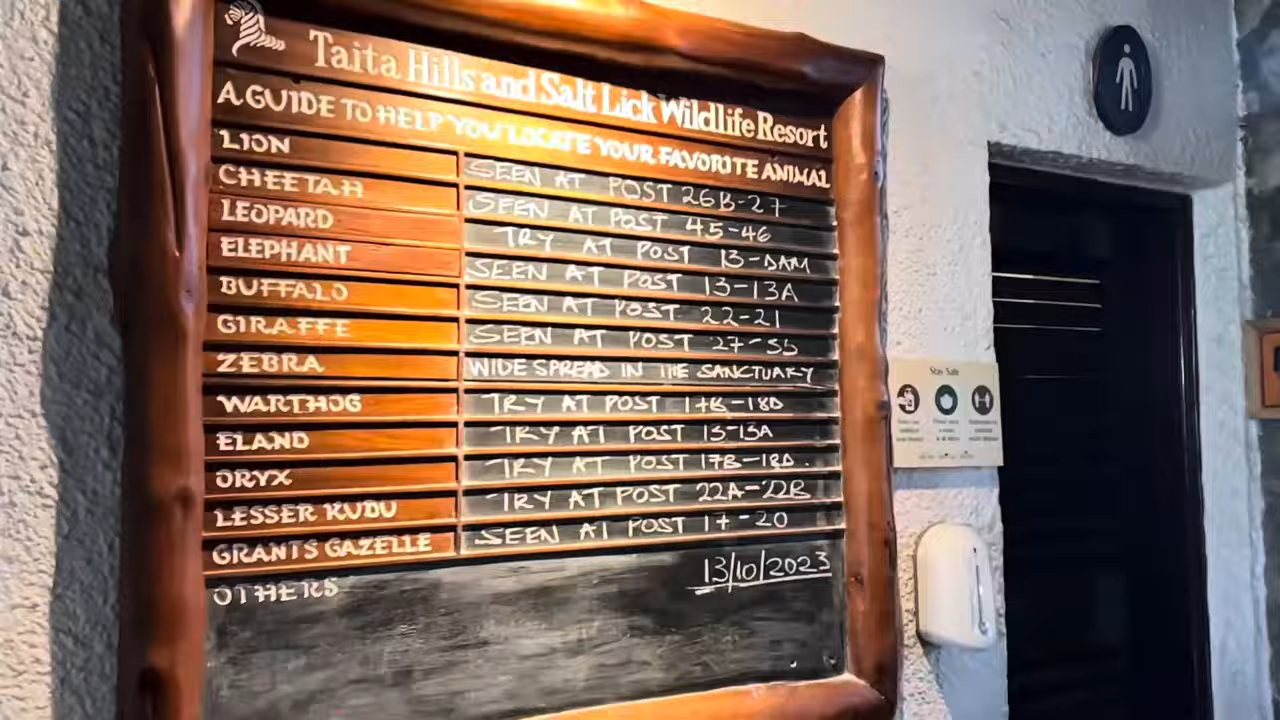 Taita Hills and Salt Lick Wildlife Resort
A GUIDE TO HELP YOU LOCATE YOUR FAVORITE ANIMAL
LION SEEN AT POST 26B-27
CHEETAH SEEN AT POST 45-46
LEOPARD TRY AT POST 13-DAM
ELEPHANT SEEN AT POST 13-13A
BUFFALO SEEN AT POST 22-21
GIRAFFE SEEN AT POST
ZEBRA WIDE SPREAD IN THE SANCTUARY
WARTHOG TRY AT POST 17B-18D
ELAND TRY AT POST 13-13A
ORYX TRY AT POST 17B-18D.
LESSER KUDU TRY AT POST 22A-22B
GRANTS GAZELLE SEEN AT POST 17-20
OTHERS 13/10/2023
Stay Safe